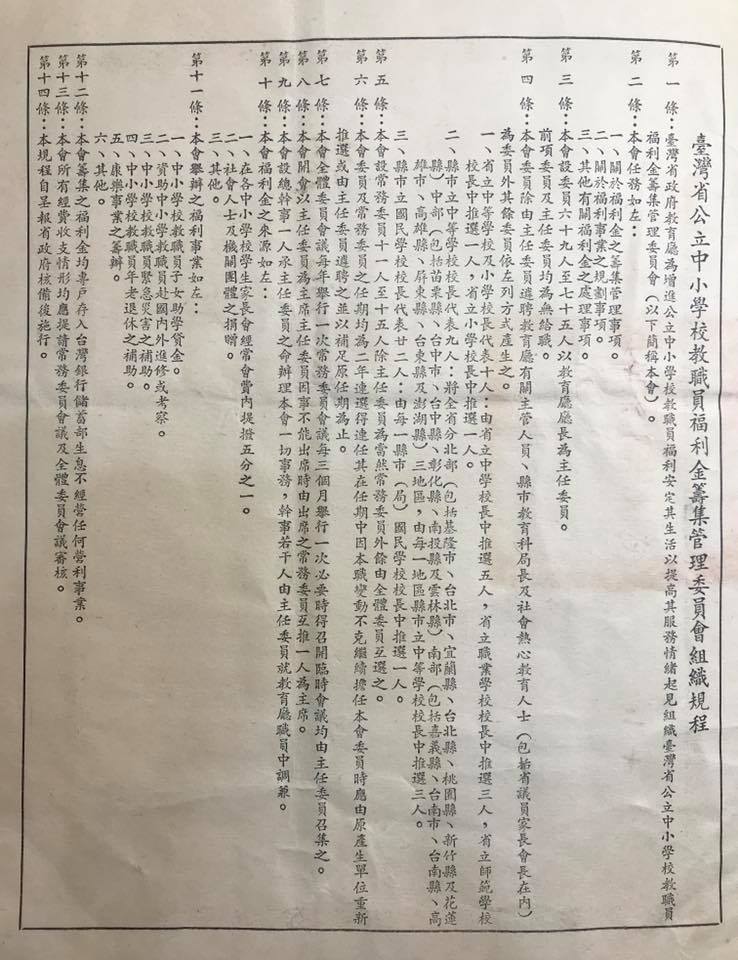 臺灣省公立中小學校教職員福利金籌集管理委員會組織規程
第一條：臺灣省政府教育廳為增進公立中小學校教職員福利安定其生活以提高其服務情緒起見組織臺灣省公立中小學校教職員
福利金籌集管理委員會（以下簡稱本會）。
第二條：本會任務如左：
一、關於福利金之籌集管理事項。
二、關於福利事業之規劃事項。
三、其他有關福利金之處理事項。
第三條：本會設委員六十九人至七十五人以教育廳廳長為主任委員。
前項委員及主任委員均為無給職。
第四條：本會委員除由主任委員遴聘教育廳有關主管人員、縣市教育科局長及社會熱心教育人士（包括省議員家長會長在內）
為委員外其餘委員依左列方式產生之。
一、省立中等學校及小學校長代表十人：由省立中學校長中推選五人，省立職業學校校長中推選三人，省立師範學校
校長中推選一人，省立小學校長中推選一人。
二、縣市立中等學校校長代表九人：將全省分北部（包括基隆市、台北市、宜蘭縣、台北縣、桃園縣、新竹縣及花蓮
縣）中部（包括苗栗縣、台中市、台中縣、彰化縣、南投縣及雲林縣）南部（包括嘉義縣、台南市、台南縣、高
雄市、高雄縣、屏東縣、台東縣及澎湖縣）三地區，由每一地區縣市立中等學校校長中推選三人。
三、縣市立國民學校校長代表廿二人：由每一縣市（局）國民學校校長中推選一人。
第五條：本會設常務委員十一人至十五人除主任委員為當然常務委員外餘由全體委員互選之。
第六條：本會委員及常務委員之任期均為二年連選得連任其在任期中因本職變動不克繼續擔任本會委員時應由原產生單位重新
推選或由主任委員遴聘之並以補足原任期為止。
第七條：本會全體委員會議每年舉行一次常務委員會議每三個月舉行一次必要時得召開臨時會議均由主任委員召集之。
第八條：本會開會以主任委員為主席主任委員因事不能出席時由出席之常務委員互推一人為主席。
第九條：本會設總幹事一人承主任委員之命辦理本會一切事務，幹事若干人由主任委員就教育廳職員中調兼。
第十條：本會福利金之來源如左：
一、在各中小學校學生家長會經常會費內提撥五分之一。
二、社會人士及機關團體之捐贈。
三、其他。
第十一條：本會舉辦之福利事業如左：
一、中小學校教職員子女助學資金。
二、資助中小學教職員赴國內外進修或考察。
三、中小學校教職員緊急災害之補助。
四、中小學校教職員年老退休之補助。
五、康樂事業之籌辦。
六、其他。
第十二條：本會籌集之福利金均專戶存入台灣銀行儲蓄部生息不經營任何營利事業。
第十三條：本會所有經費收支情形均應提請常務委員會議及全體委員會議審核。
第十四條：本規程自呈報省政府核備後施行。